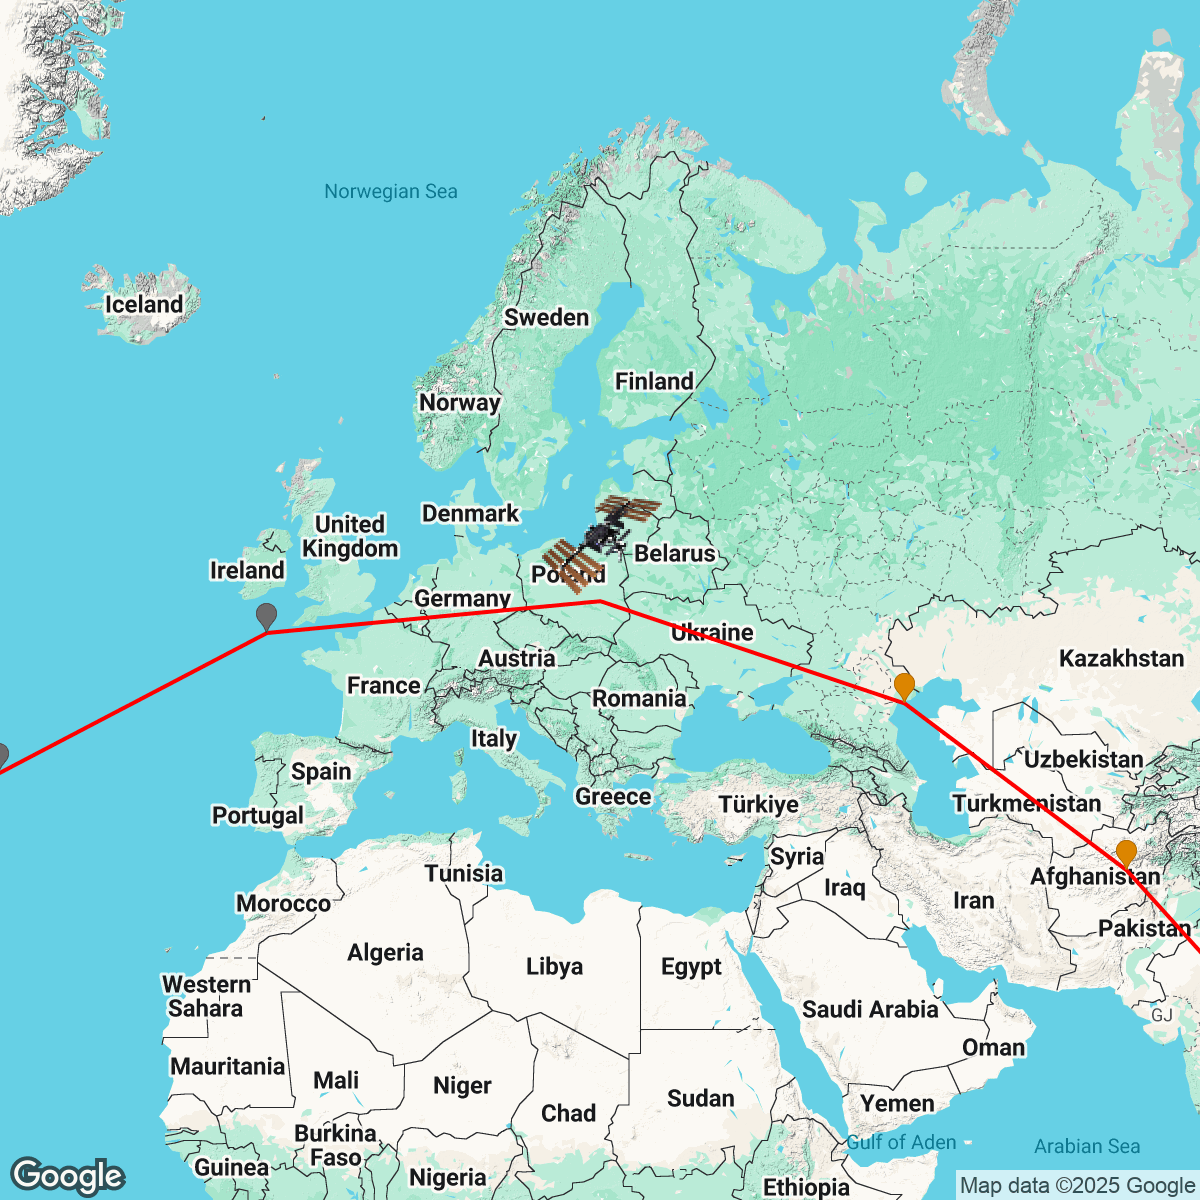 Norwegian Sea
Iceland
Sweden
Finland
Norway
Denmark
United
Kingdom
Ireland
Belarus
Poland
Germany
Ukraine
Austria
Kazakhstan
France
Romania
Italy
Uzbekistan
Spain
Greece
Türkiye
Turkmenistan
Portugal
Syria
Tunisia
Afghanistan
Iraq
Iran
Morocco
Pakistan
Algeria
Libya
Egypt
Western
Sahara
Saudi Arabia
GJ
Oman
Mauritania
Mali
Niger
Chad
Sudan
Yemen
Burkina
Faso
Gulf of Aden
Arabian Sea
Guinea
Nigeria
Ethiopia
Google
Map data ©2025 Google